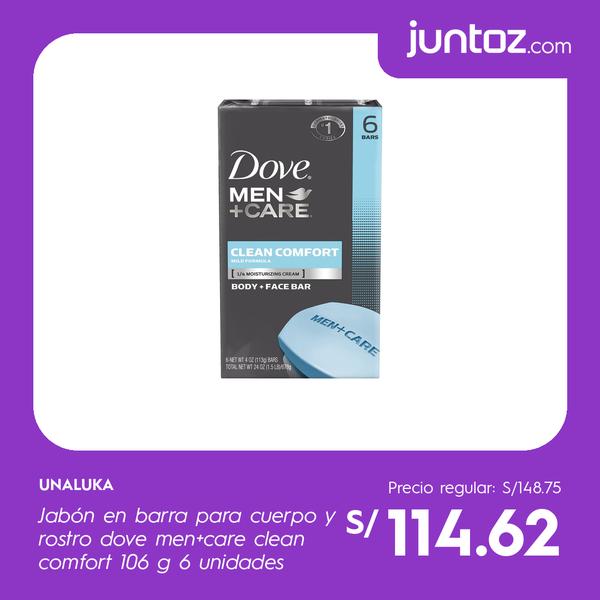 juntoz.com
#1
6
BARS
Dove
MEN
+CARE
CLEAN COMFORT
MILD FORMULA
[ 1/4 MOISTURIZING CREAM ]
BODY + FACE BAR
MEN+CARE
6-NET WT 4 OZ (113g) BARS
TOTAL NET WT 24 OZ (1.5 LB/678g)
UNALUKA
Precio regular: S/148.75
Jabón en barra para cuerpo y
rostro dove men+care clean
comfort 106 g 6 unidades
S/114.62